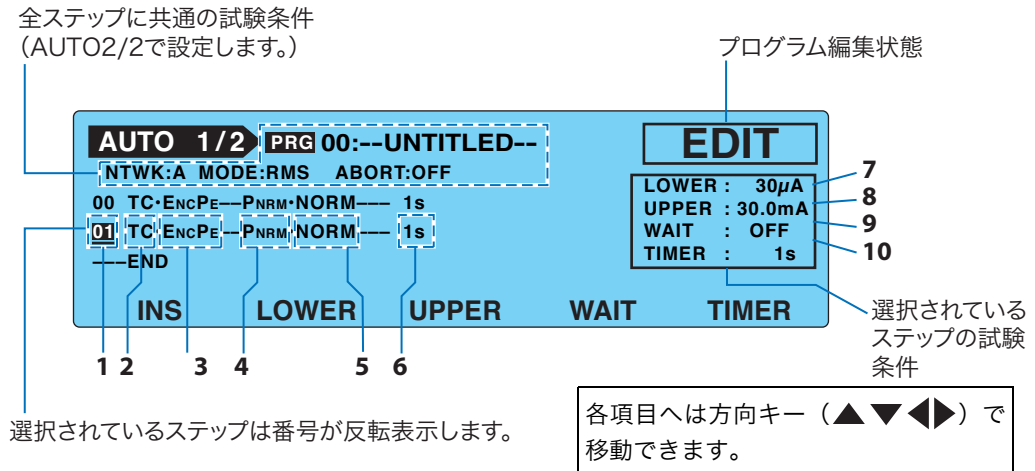 全ステップに共通の試験条件
（AUTO2/2で設定します。）
プログラム編集状態
AUTO 1/2 PRG 00:--UNTITLED--
EDIT
NTWK:A MODE:RMS ABORT:OFF
00 TC･ENCPE––PNRM･NORM––– 1s
01 TC ENCPE––PNRM･NORM––– 1s
–––END
LOWER : 30μA
UPPER : 30.0mA
WAIT : OFF
TIMER : 1s
7
8
9
10
INS LOWER UPPER WAIT TIMER
1 2 3 4 5 6
選択されている
ステップの試験
条件
選択されているステップは番号が反転表示します。
各項目へは方向キー（▲▼◀▶）で
移動できます。